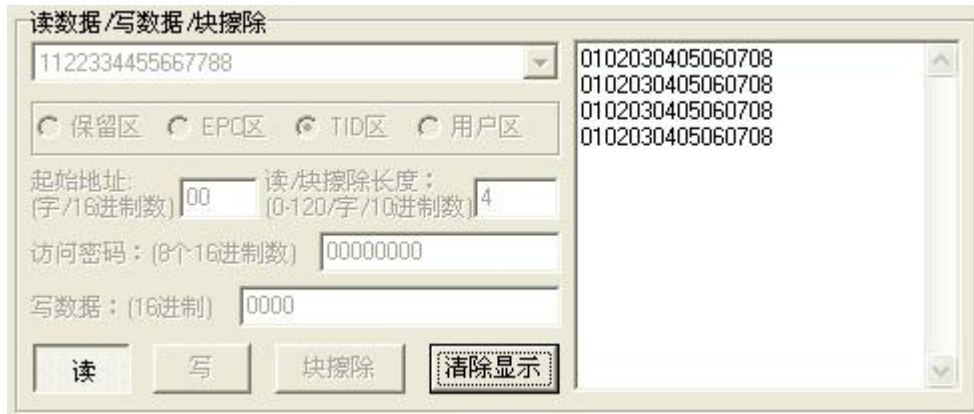 读数据/写数据/块擦除
1122334455667788
保留区 EPC区 TID区 用户区
起始地址: 读/块擦除长度：
(字/16进制数) 00 (0-120/字/10进制数) 4
访问密码：(8个16进制数) 00000000
写数据：(16进制) 0000
读 写 块擦除 清除显示
0102030405060708
0102030405060708
0102030405060708
0102030405060708